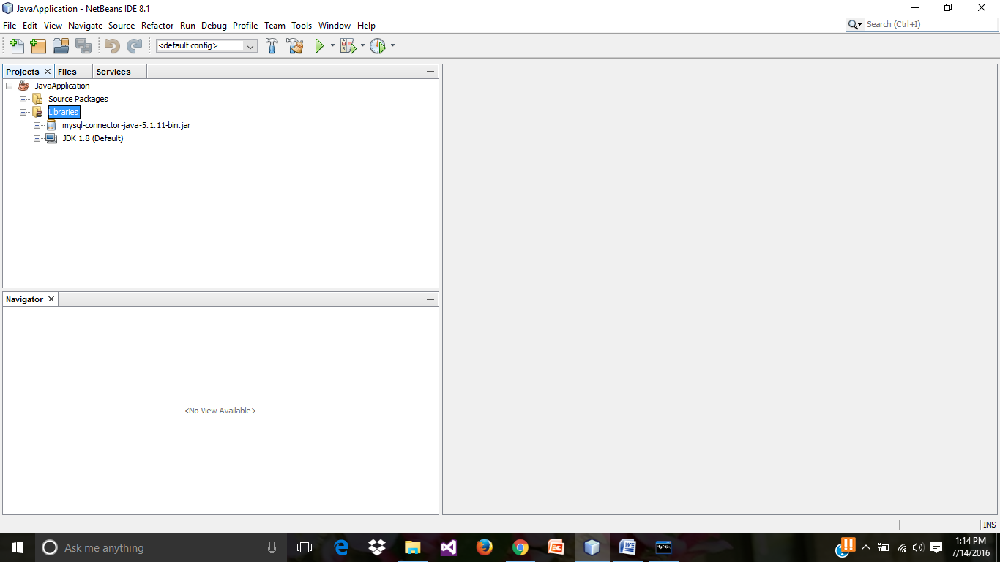 JavaApplication - NetBeans IDE 8.1
File Edit View Navigate Source Refactor Run Debug Profile Team Tools Window Help
Search (Ctrl+I)
<default config>
Projects Files Services
JavaApplication
Source Packages
Libraries
mysql-connector-java-5.1.11-bin.jar
JDK 1.8 (Default)
Navigator
<No View Available>
INS
Ask me anything
MySQL
1:14 PM
7/14/2016